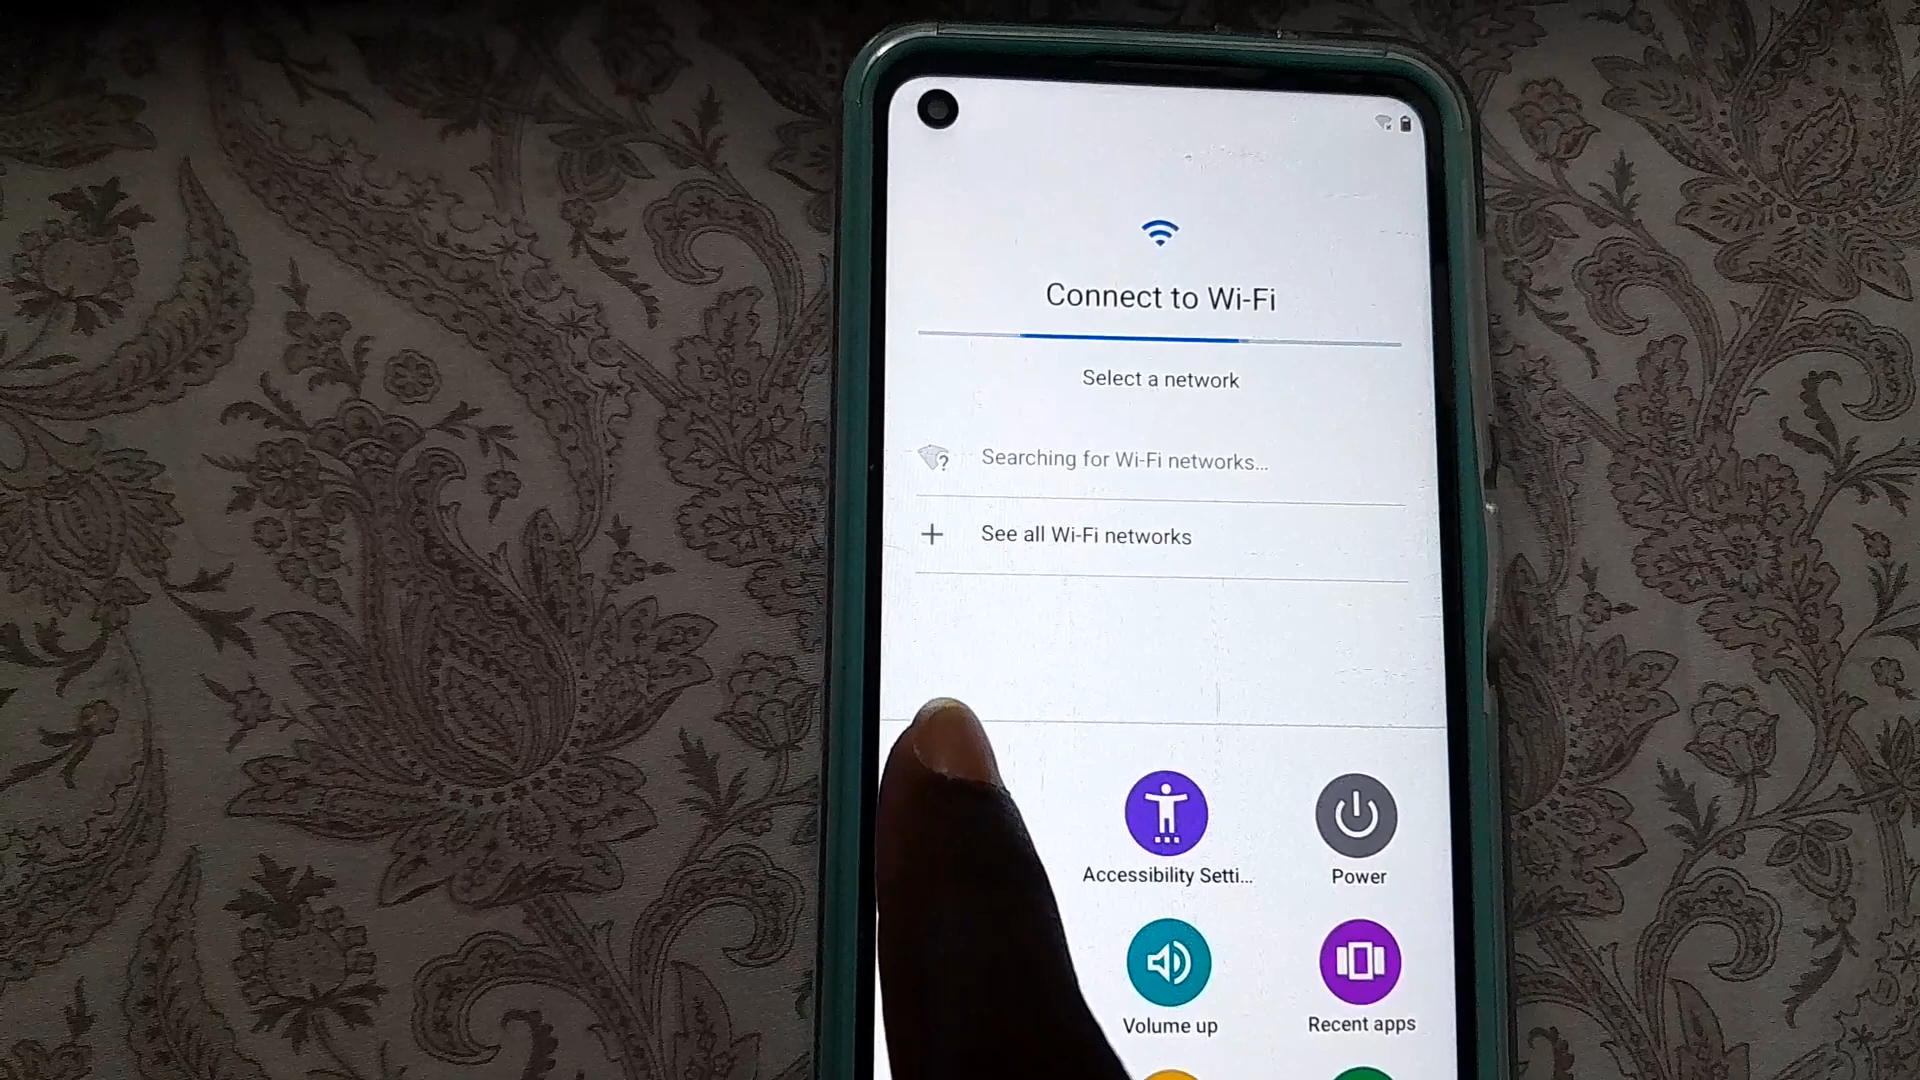 Connect to Wi-Fi
Select a network
Searching for Wi-Fi networks...
See all Wi-Fi networks
Accessibility Setti...
Power
Volume up
Recent apps